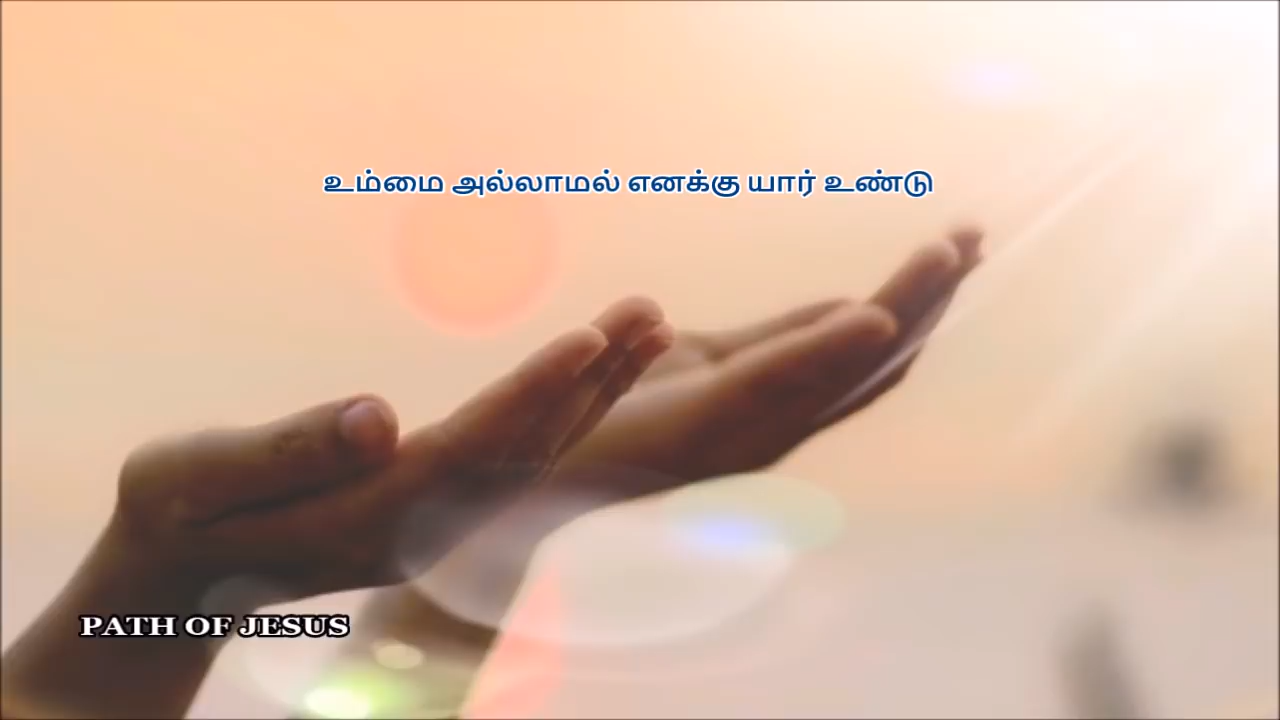 உம்மை அல்லாமல் எனக்கு யார் உண்டு
PATH OF JESUS